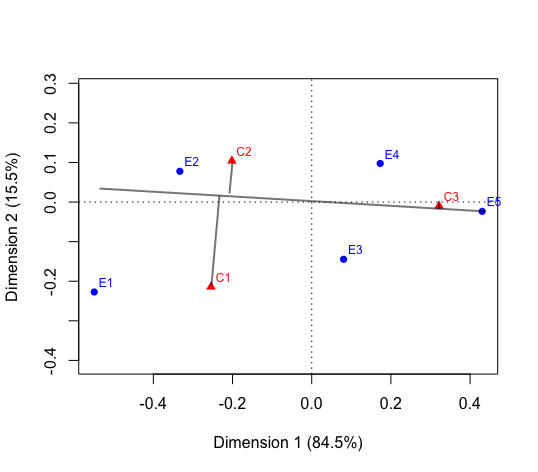 0.3
0.2
0.1
0.0
-0.2
-0.4
Dimension 2 (15.5%)
E2
C2
E4
C3
E5
E3
E1
C1
-0.4
-0.2
0.0
0.2
0.4
Dimension 1 (84.5%)